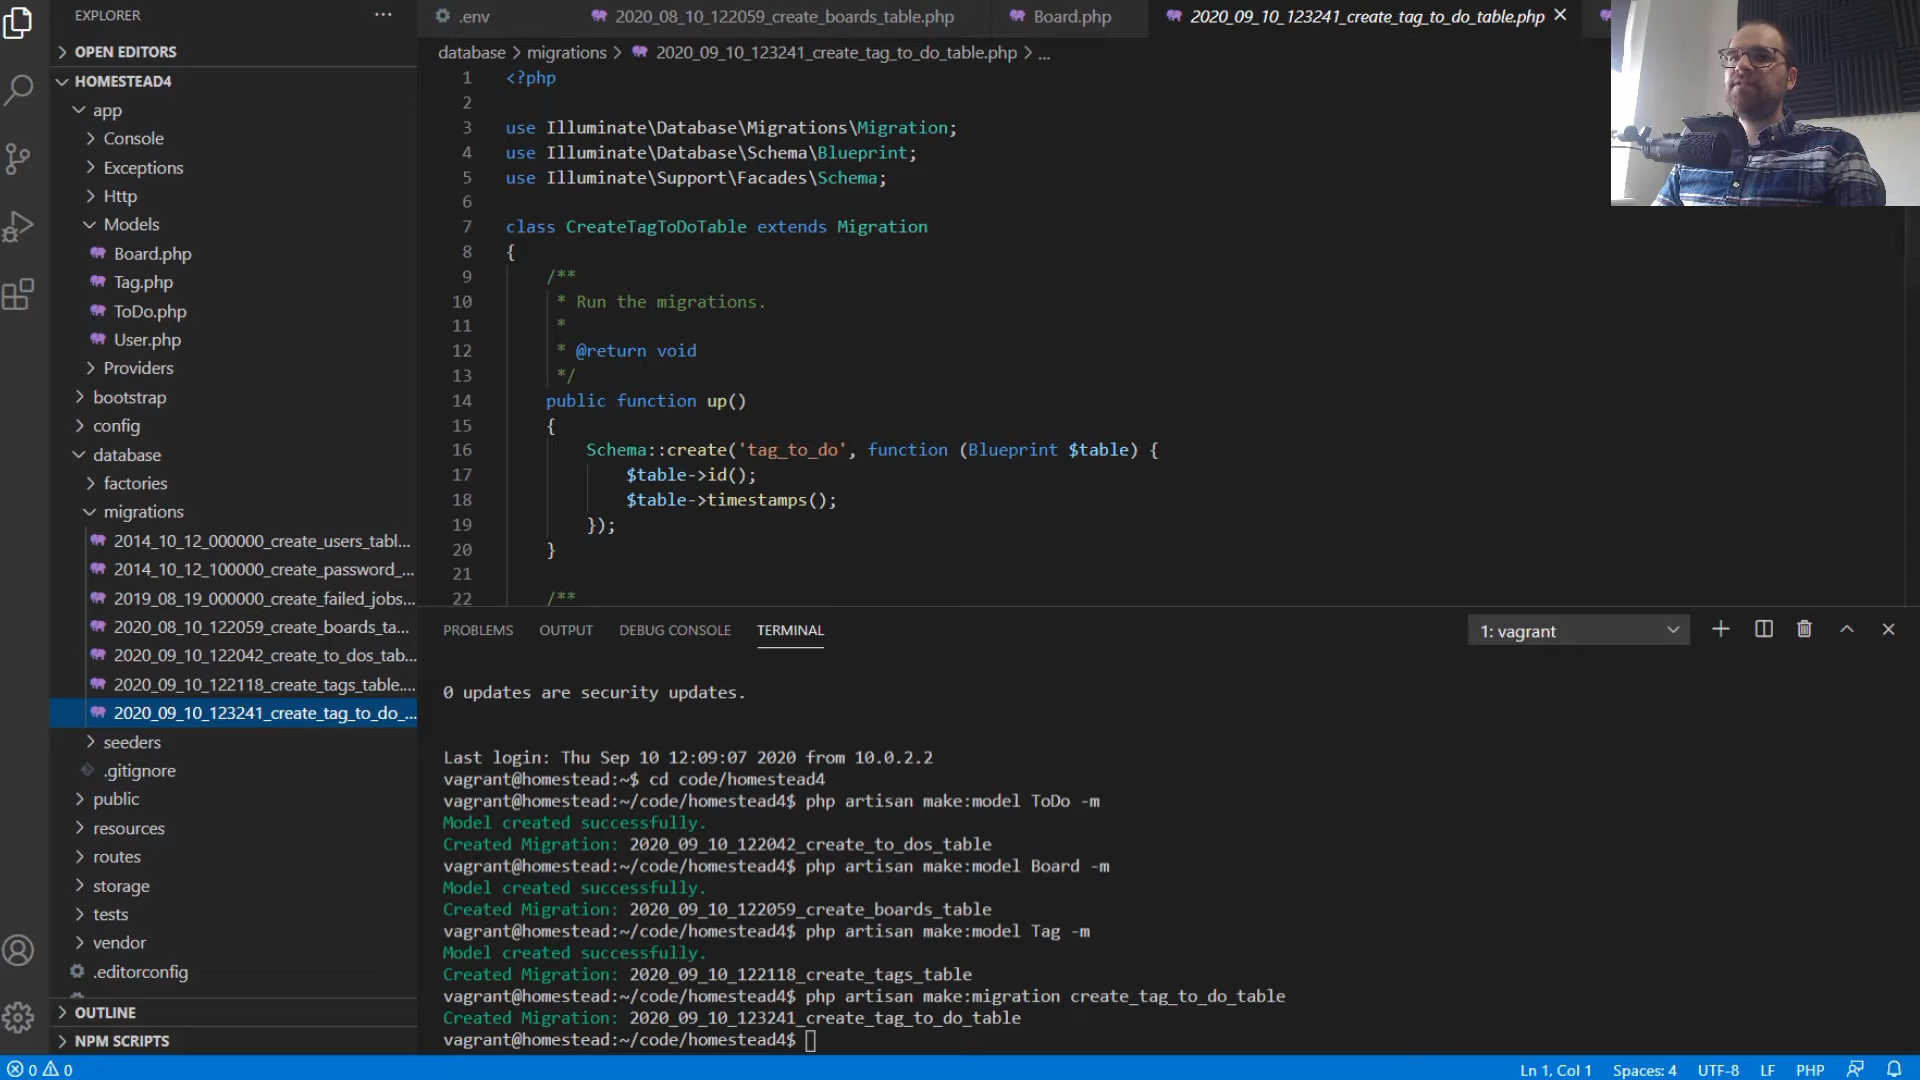 EXPLORER
OPEN EDITORS
HOMESTEAD4
app
Console
Exceptions
Http
Models
Board.php
Tag.php
ToDo.php
User.php
Providers
bootstrap
config
database
factories
migrations
2014_10_12_000000_create_users_tabl...
2014_10_12_100000_create_password_...
2019_08_19_000000_create_failed_jobs...
2020_08_10_122059_create_boards_ta...
2020_09_10_122042_create_to_dos_tab...
2020_09_10_122118_create_tags_table....
2020_09_10_123241_create_tag_to_do_...
seeders
.gitignore
public
resources
routes
storage
tests
vendor
.editorconfig
OUTLINE
NPM SCRIPTS
.env
2020_08_10_122059_create_boards_table.php
Board.php
2020_09_10_123241_create_tag_to_do_table.php
database > migrations > 2020_09_10_123241_create_tag_to_do_table.php > ...
1 <?php
2
3 use Illuminate\Database\Migrations\Migration;
4 use Illuminate\Database\Schema\Blueprint;
5 use Illuminate\Support\Facades\Schema;
6
7 class CreateTagToDoTable extends Migration
8 {
9 /**
10 * Run the migrations.
11 *
12 * @return void
13 */
14 public function up()
15 {
16 Schema::create('tag_to_do', function (Blueprint $table) {
17 $table->id();
18 $table->timestamps();
19 });
20 }
21
22 /**
PROBLEMS OUTPUT DEBUG CONSOLE TERMINAL
1: vagrant
0 updates are security updates.
Last login: Thu Sep 10 12:09:07 2020 from 10.0.2.2
vagrant@homestead:~$ cd code/homestead4
vagrant@homestead:~/code/homestead4$ php artisan make:model ToDo -m
Model created successfully.
Created Migration: 2020_09_10_122042_create_to_dos_table
vagrant@homestead:~/code/homestead4$ php artisan make:model Board -m
Model created successfully.
Created Migration: 2020_09_10_122059_create_boards_table
vagrant@homestead:~/code/homestead4$ php artisan make:model Tag -m
Model created successfully.
Created Migration: 2020_09_10_122118_create_tags_table
vagrant@homestead:~/code/homestead4$ php artisan make:migration create_tag_to_do_table
Created Migration: 2020_09_10_123241_create_tag_to_do_table
vagrant@homestead:~/code/homestead4$
0 0
Ln 1, Col 1 Spaces: 4 UTF-8 LF PHP